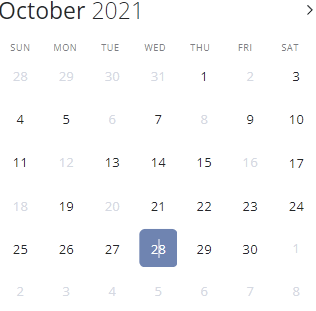 October 2021
SUN MON TUE WED THU FRI SAT
28 29 30 31 1 2 3
4 5 6 7 8 9 10
11 12 13 14 15 16 17
18 19 20 21 22 23 24
25 26 27 28 29 30 1
2 3 4 5 6 7 8